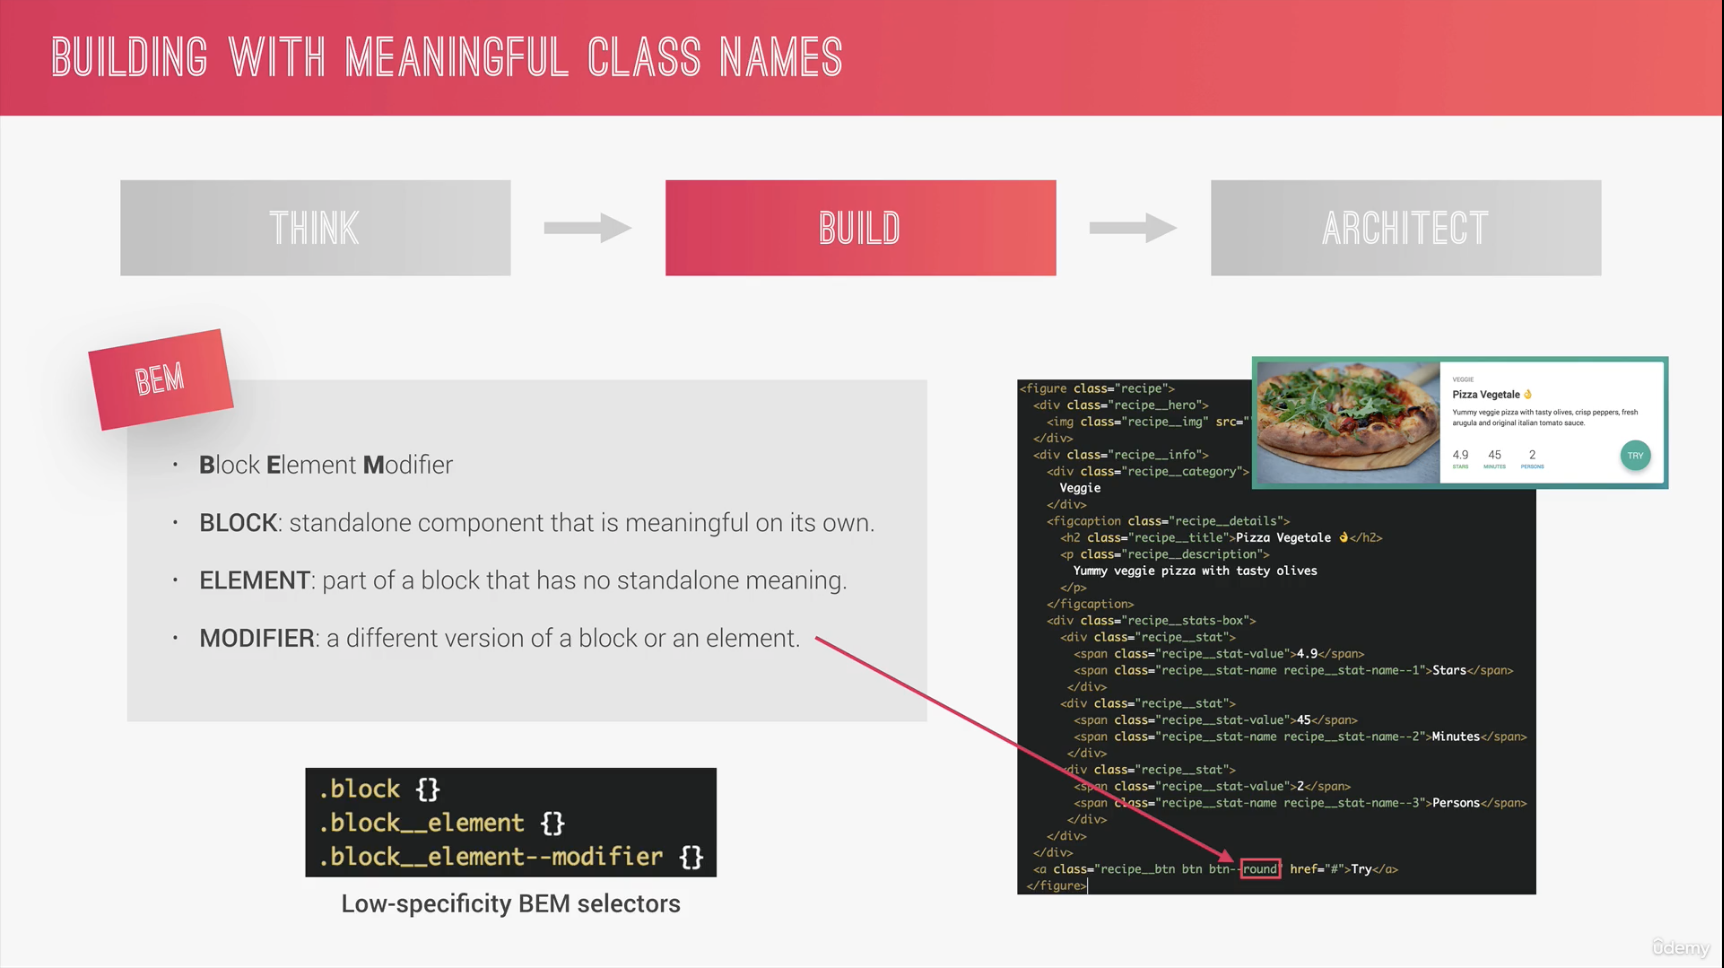 BUILDING WITH MEANINGFUL CLASS NAMES
THINK
BUILD
ARCHITECT
BEM
• Block Element Modifier
• BLOCK: standalone component that is meaningful on its own.
• ELEMENT: part of a block that has no standalone meaning.
• MODIFIER: a different version of a block or an element.
.block {}
.block__element {}
.block__element--modifier {}
Low-specificity BEM selectors
<figure class="recipe">
<div class="recipe__hero">
<img class="recipe__img" src="
</div>
<div class="recipe__info">
<div class="recipe__category">
Veggie
</div>
<figcaption class="recipe__details">
<h2 class="recipe__title">Pizza Vegetale 👌</h2>
<p class="recipe__description">
Yummy veggie pizza with tasty olives
</p>
</figcaption>
<div class="recipe__stats-box">
<div class="recipe__stat">
<span class="recipe__stat-value">4.9</span>
<span class="recipe__stat-name recipe__stat-name--1">Stars</span>
</div>
<div class="recipe__stat">
<span class="recipe__stat-value">45</span>
<span class="recipe__stat-name recipe__stat-name--2">Minutes</span>
</div>
<div class="recipe__stat">
<span class="recipe__stat-value">2</span>
<span class="recipe__stat-name recipe__stat-name--3">Persons</span>
</div>
</div>
</div>
<a class="recipe__btn btn btn--round" href="#">Try</a>
</figure>
VEGGIE
Pizza Vegetale 👌
Yummy veggie pizza with tasty olives, crisp peppers, fresh
arugula and original italian tomato sauce.
4.9 45 2
STARS MINUTES PERSONS
TRY
ûdemy